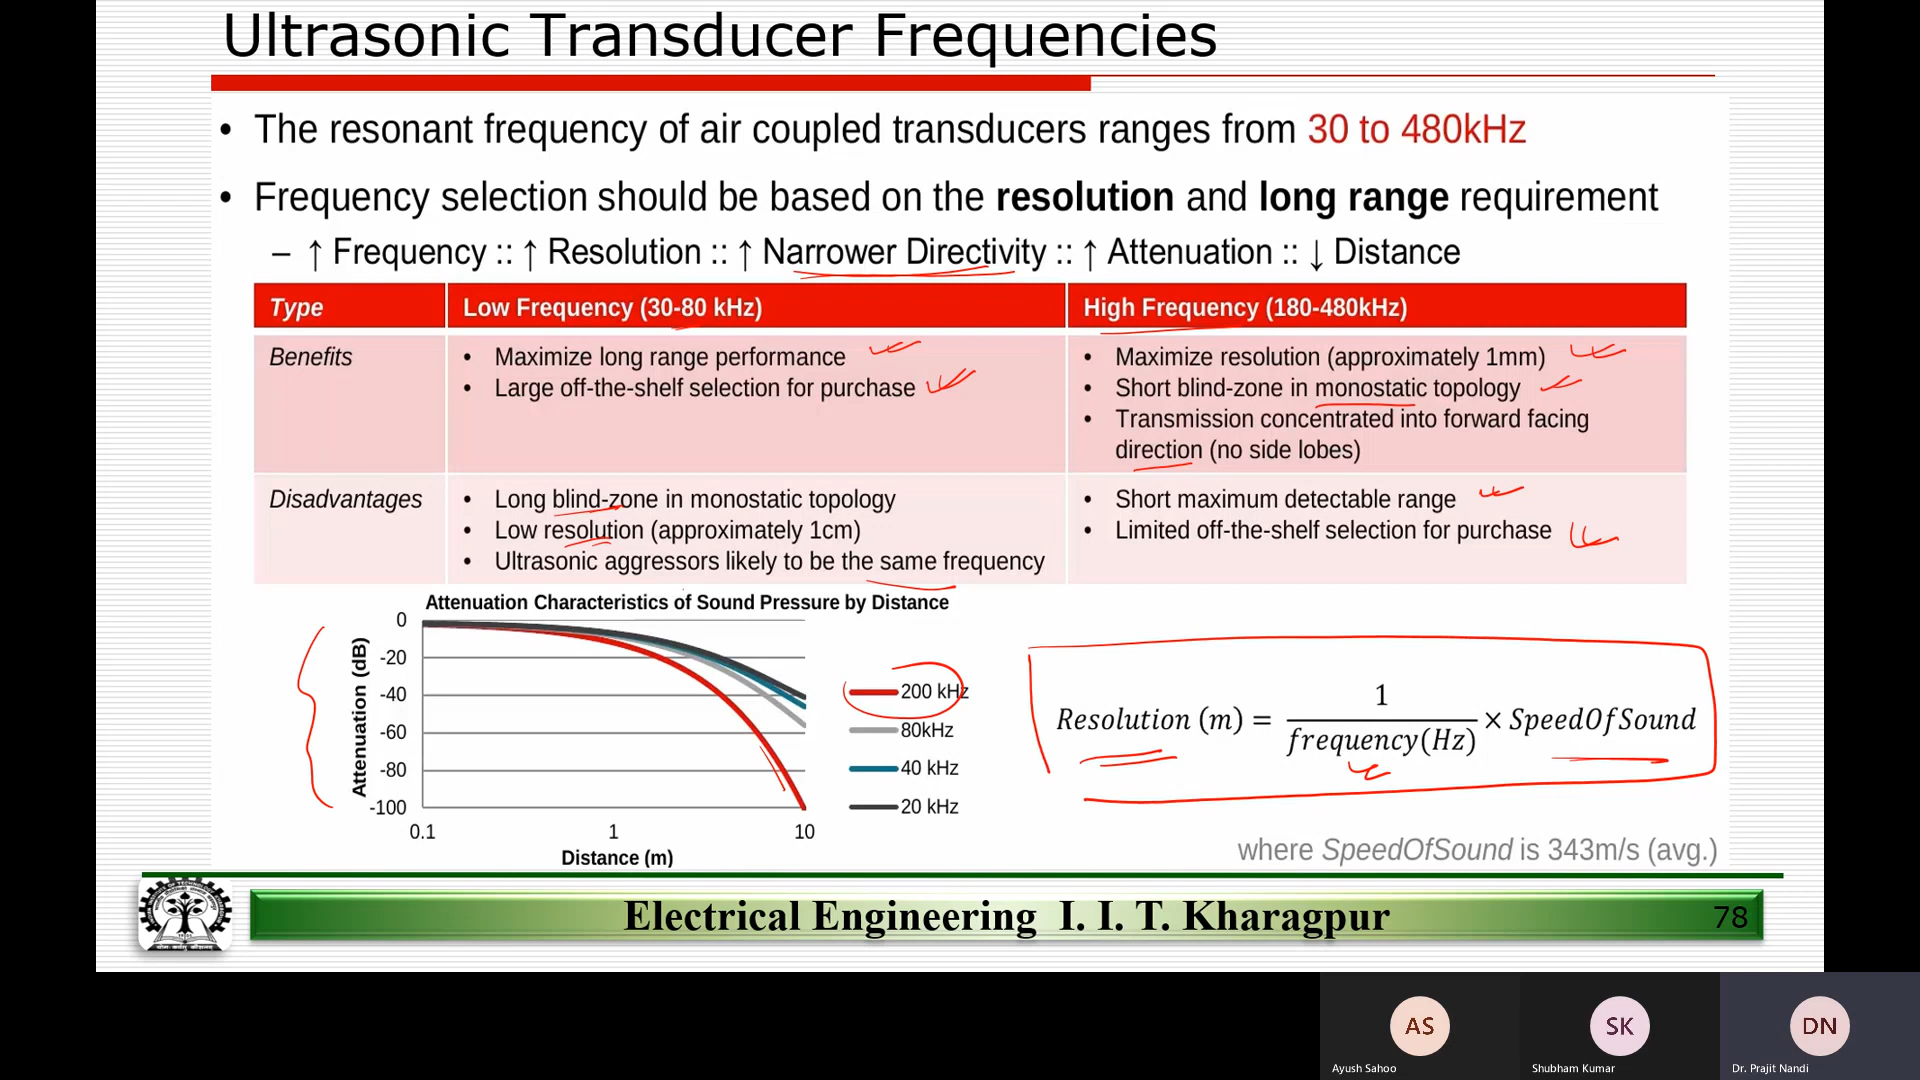 Ultrasonic Transducer Frequencies
• The resonant frequency of air coupled transducers ranges from 30 to 480kHz
• Frequency selection should be based on the resolution and long range requirement
– ↑ Frequency :: ↑ Resolution :: ↑ Narrower Directivity :: ↑ Attenuation :: ↓ Distance
Type
Low Frequency (30-80 kHz)
High Frequency (180-480kHz)
Benefits
• Maximize long range performance
• Large off-the-shelf selection for purchase
• Maximize resolution (approximately 1mm)
• Short blind-zone in monostatic topology
• Transmission concentrated into forward facing
direction (no side lobes)
Disadvantages
• Long blind-zone in monostatic topology
• Low resolution (approximately 1cm)
• Ultrasonic aggressors likely to be the same frequency
• Short maximum detectable range
• Limited off-the-shelf selection for purchase
Attenuation Characteristics of Sound Pressure by Distance
Attenuation (dB)
0
-20
-40
-60
-80
-100
0.1 1 10
Distance (m)
200 kHz
80kHz
40 kHz
20 kHz
Resolution (m) = 1 / frequency(Hz) × SpeedOfSound
where SpeedOfSound is 343m/s (avg.)
Electrical Engineering I. I. T. Kharagpur
78
AS
SK
DN
Ayush Sahoo
Shubham Kumar
Dr. Prajit Nandi